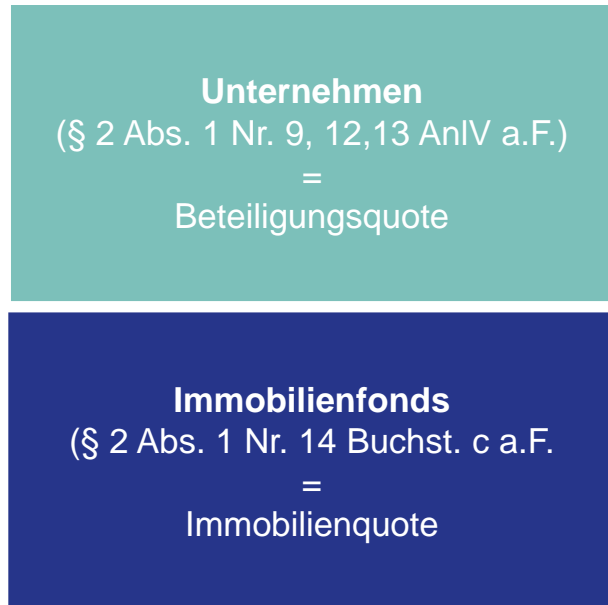 Unternehmen
(§ 2 Abs. 1 Nr. 9, 12,13 AnlV a.F.)
=
Beteiligungsquote
Immobilienfonds
(§ 2 Abs. 1 Nr. 14 Buchst. c a.F.
=
Immobilienquote